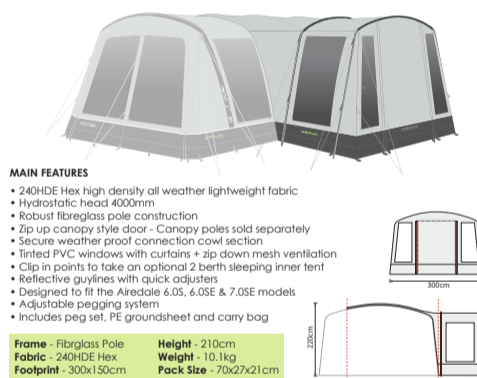 MAIN FEATURES
• 240HDE Hex high density all weather lightweight fabric
• Hydrostatic head 4000mm
• Robust fibreglass pole construction
• Zip up canopy style door - Canopy poles sold separately
• Secure weather proof connection cowl section
• Tinted PVC windows with curtains + zip down mesh ventilation
• Clip in points to take an optional 2 berth sleeping inner tent
• Reflective guylines with quick adjusters
• Designed to fit the Airedale 6.0S, 6.0SE & 7.0SE models
• Adjustable pegging system
• Includes peg set, PE groundsheet and carry bag
300cm
220cm
Frame - Fibrglass Pole Height - 210cm
Fabric - 240HDE Hex Weight - 10.1kg
Footprint - 300x150cm Pack Size - 70x27x21cm